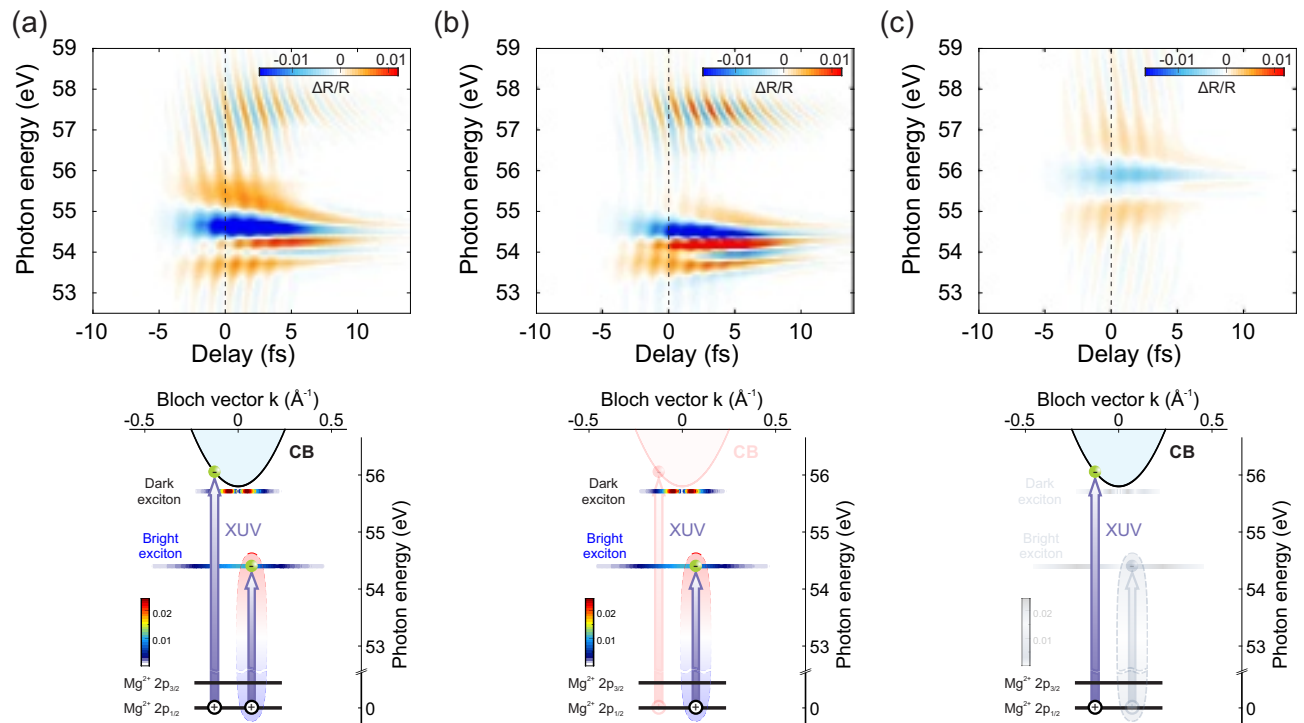 (a)
(b)
(c)
59
58
57
56
55
54
53
Photon energy (eV)
-0.01 0 0.01
ΔR/R
-10 -5 0 5 10
Delay (fs)
59
58
57
56
55
54
53
Photon energy (eV)
-0.01 0 0.01
ΔR/R
-10 -5 0 5 10
Delay (fs)
59
58
57
56
55
54
53
Photon energy (eV)
-0.01 0 0.01
ΔR/R
-10 -5 0 5 10
Delay (fs)
Bloch vector k (Å⁻¹)
-0.5 0 0.5
CB
Dark
exciton
XUV
Bright
exciton
0.02
0.01
Mg²⁺ 2p₃/₂
Mg²⁺ 2p₁/₂
56
55
54
53
0
Photon energy (eV)
Bloch vector k (Å⁻¹)
-0.5 0 0.5
CB
Dark
exciton
XUV
Bright
exciton
0.02
0.01
Mg²⁺ 2p₃/₂
Mg²⁺ 2p₁/₂
56
55
54
53
0
Photon energy (eV)
Bloch vector k (Å⁻¹)
-0.5 0 0.5
CB
Dark
exciton
XUV
Bright
exciton
0.02
0.01
Mg²⁺ 2p₃/₂
Mg²⁺ 2p₁/₂
56
55
54
53
0
Photon energy (eV)